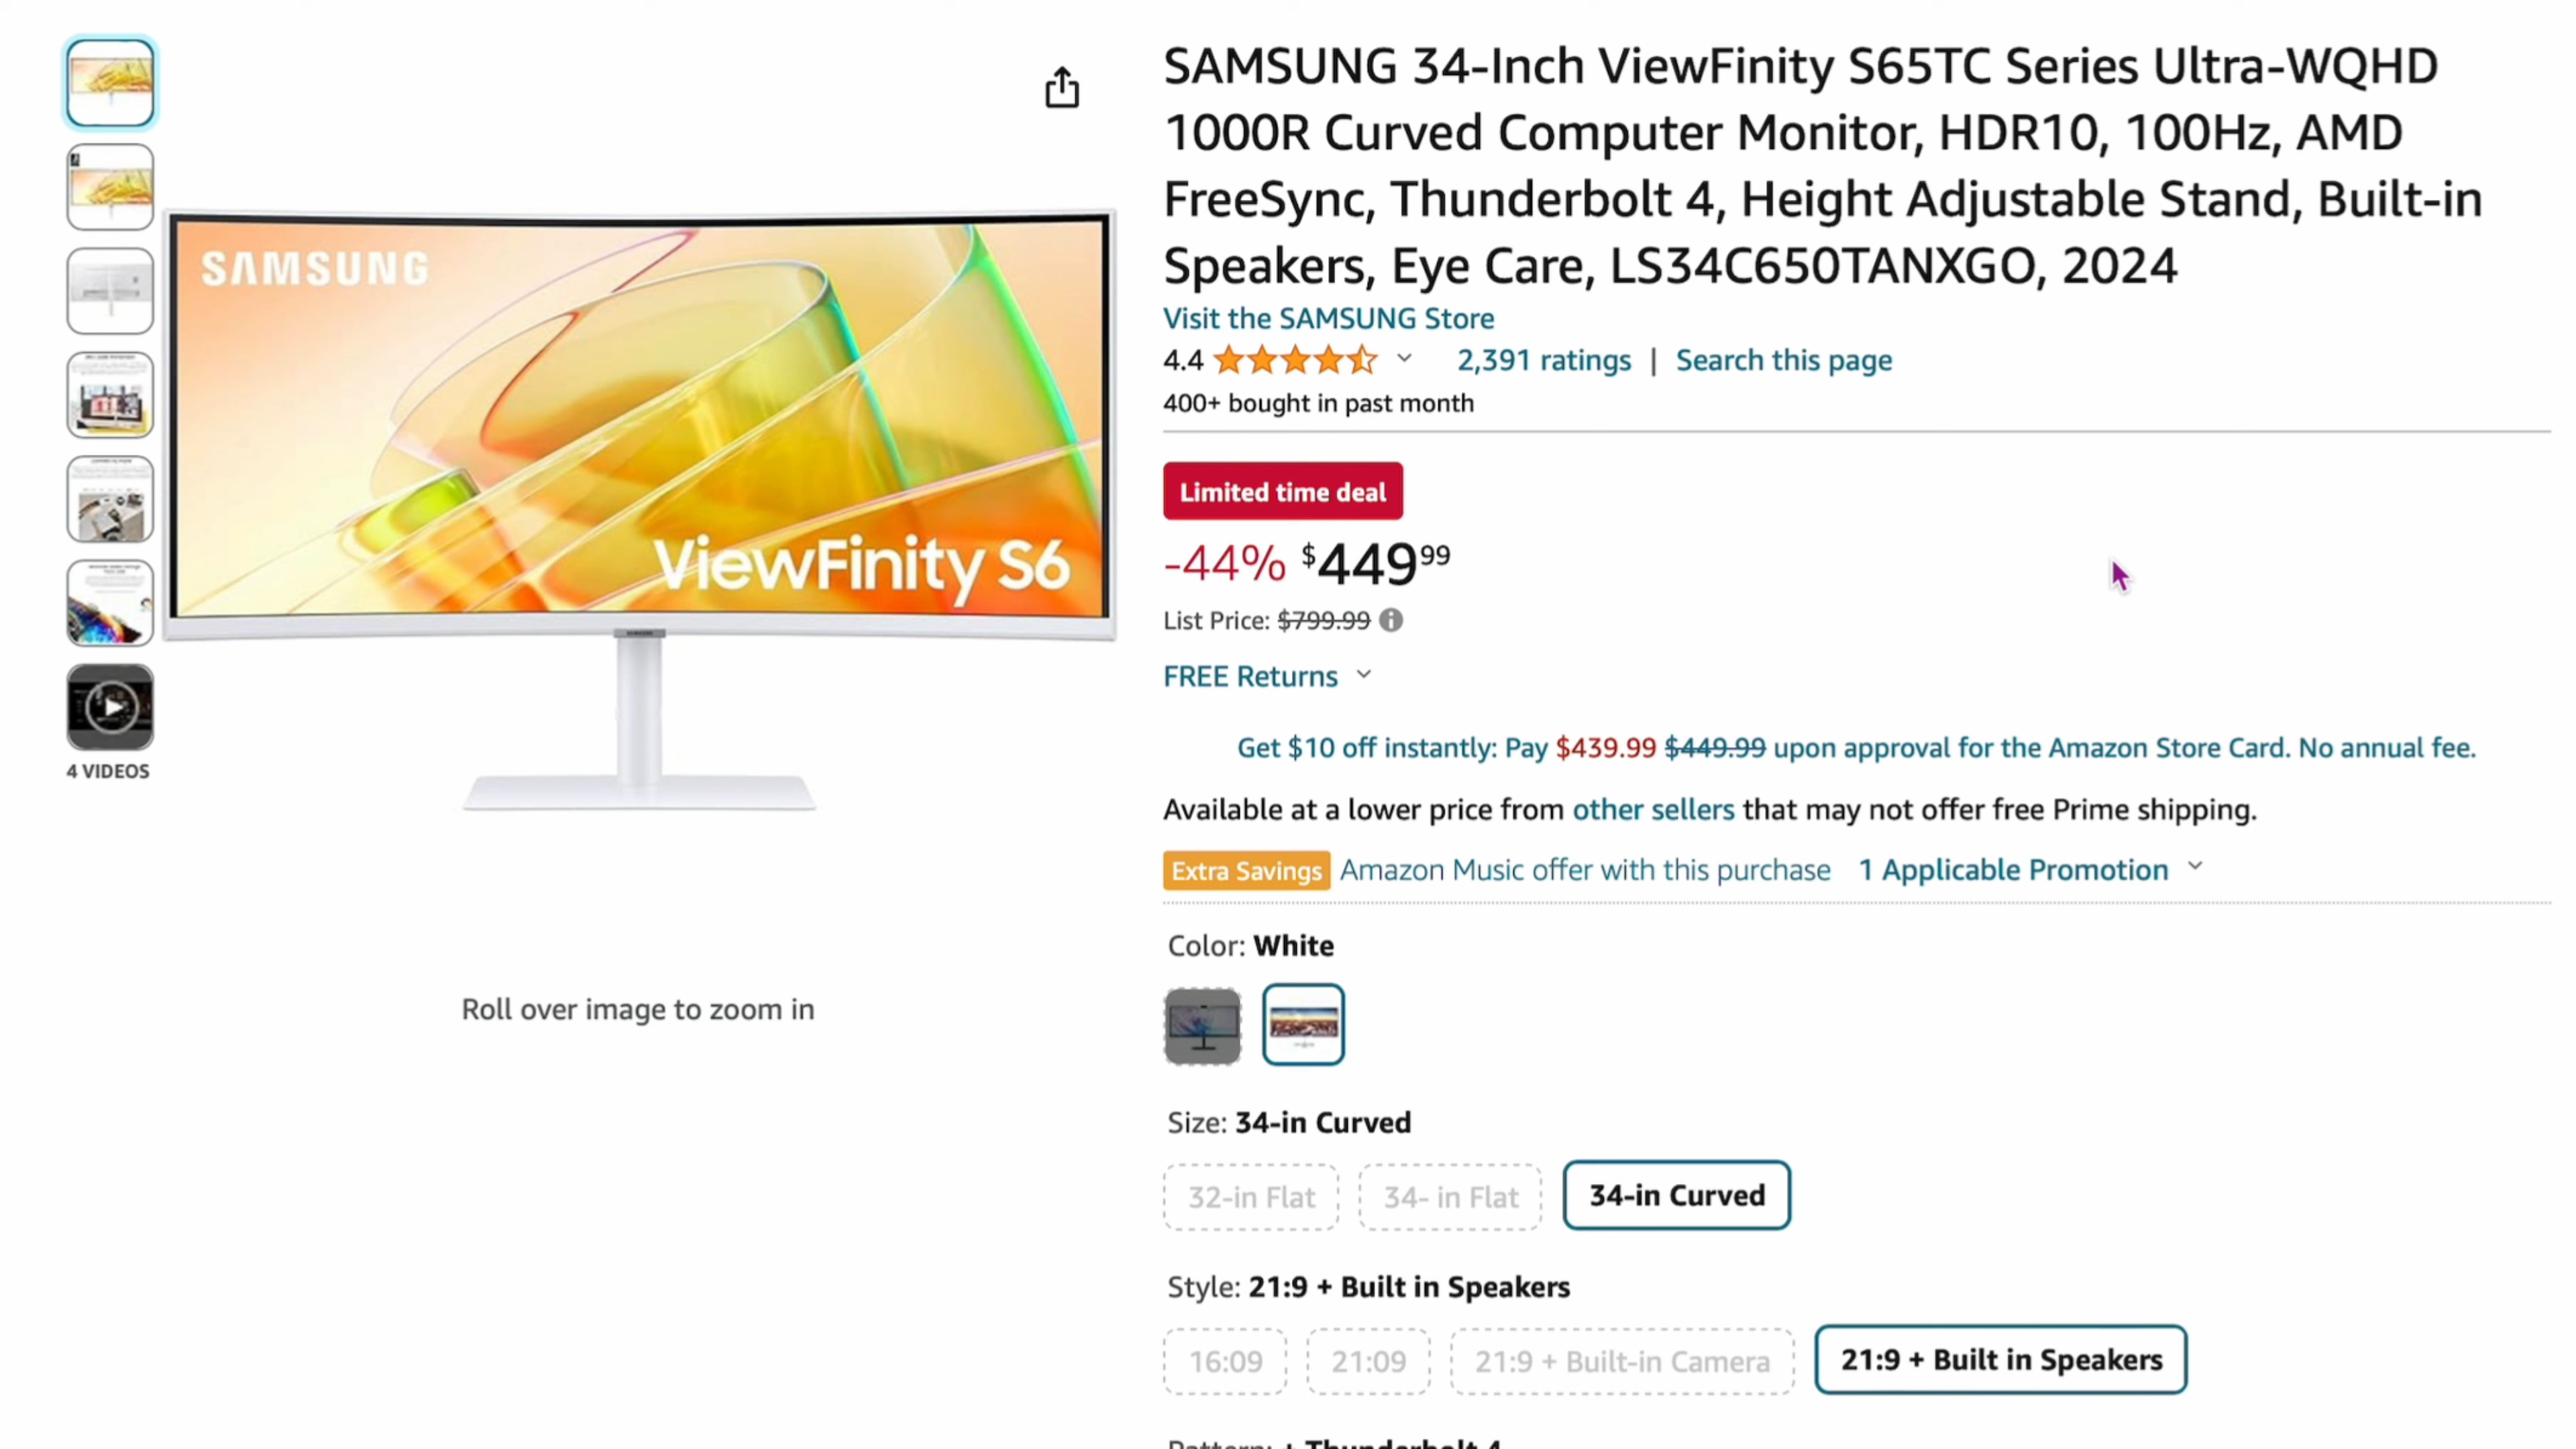 SAMSUNG
ViewFinity S6
4 VIDEOS
Roll over image to zoom in
SAMSUNG 34-Inch ViewFinity S65TC Series Ultra-WQHD
1000R Curved Computer Monitor, HDR10, 100Hz, AMD
FreeSync, Thunderbolt 4, Height Adjustable Stand, Built-in
Speakers, Eye Care, LS34C650TANXGO, 2024
Visit the SAMSUNG Store
4.4
2,391 ratings | Search this page
400+ bought in past month
Limited time deal
-44% $449 99
List Price: $799.99
FREE Returns
Get $10 off instantly: Pay $439.99 $449.99 upon approval for the Amazon Store Card. No annual fee.
Available at a lower price from other sellers that may not offer free Prime shipping.
Extra Savings Amazon Music offer with this purchase 1 Applicable Promotion
Color: White
Size: 34-in Curved
32-in Flat 34- in Flat 34-in Curved
Style: 21:9 + Built in Speakers
16:09 21:09 21:9 + Built-in Camera 21:9 + Built in Speakers
Pattern: + Thunderbolt 4